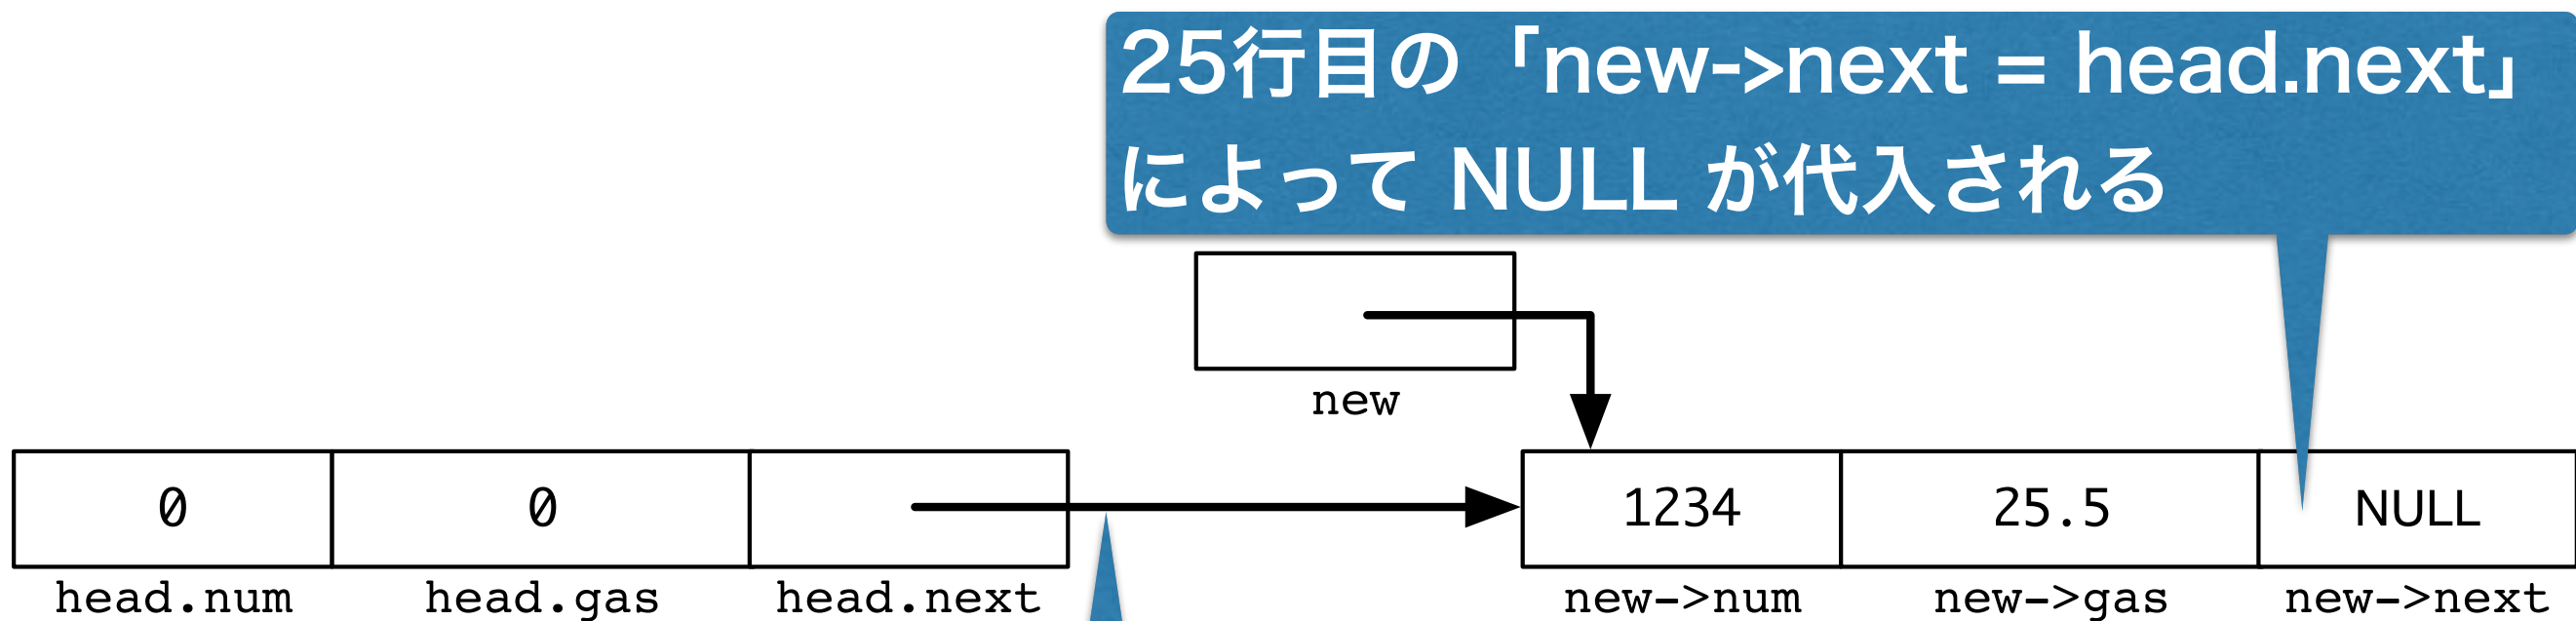 25行目の「new->next = head.next」
によって NULL が代入される
new
0 0 1234 25.5 NULL
head.num head.gas head.next new->num new->gas new->next